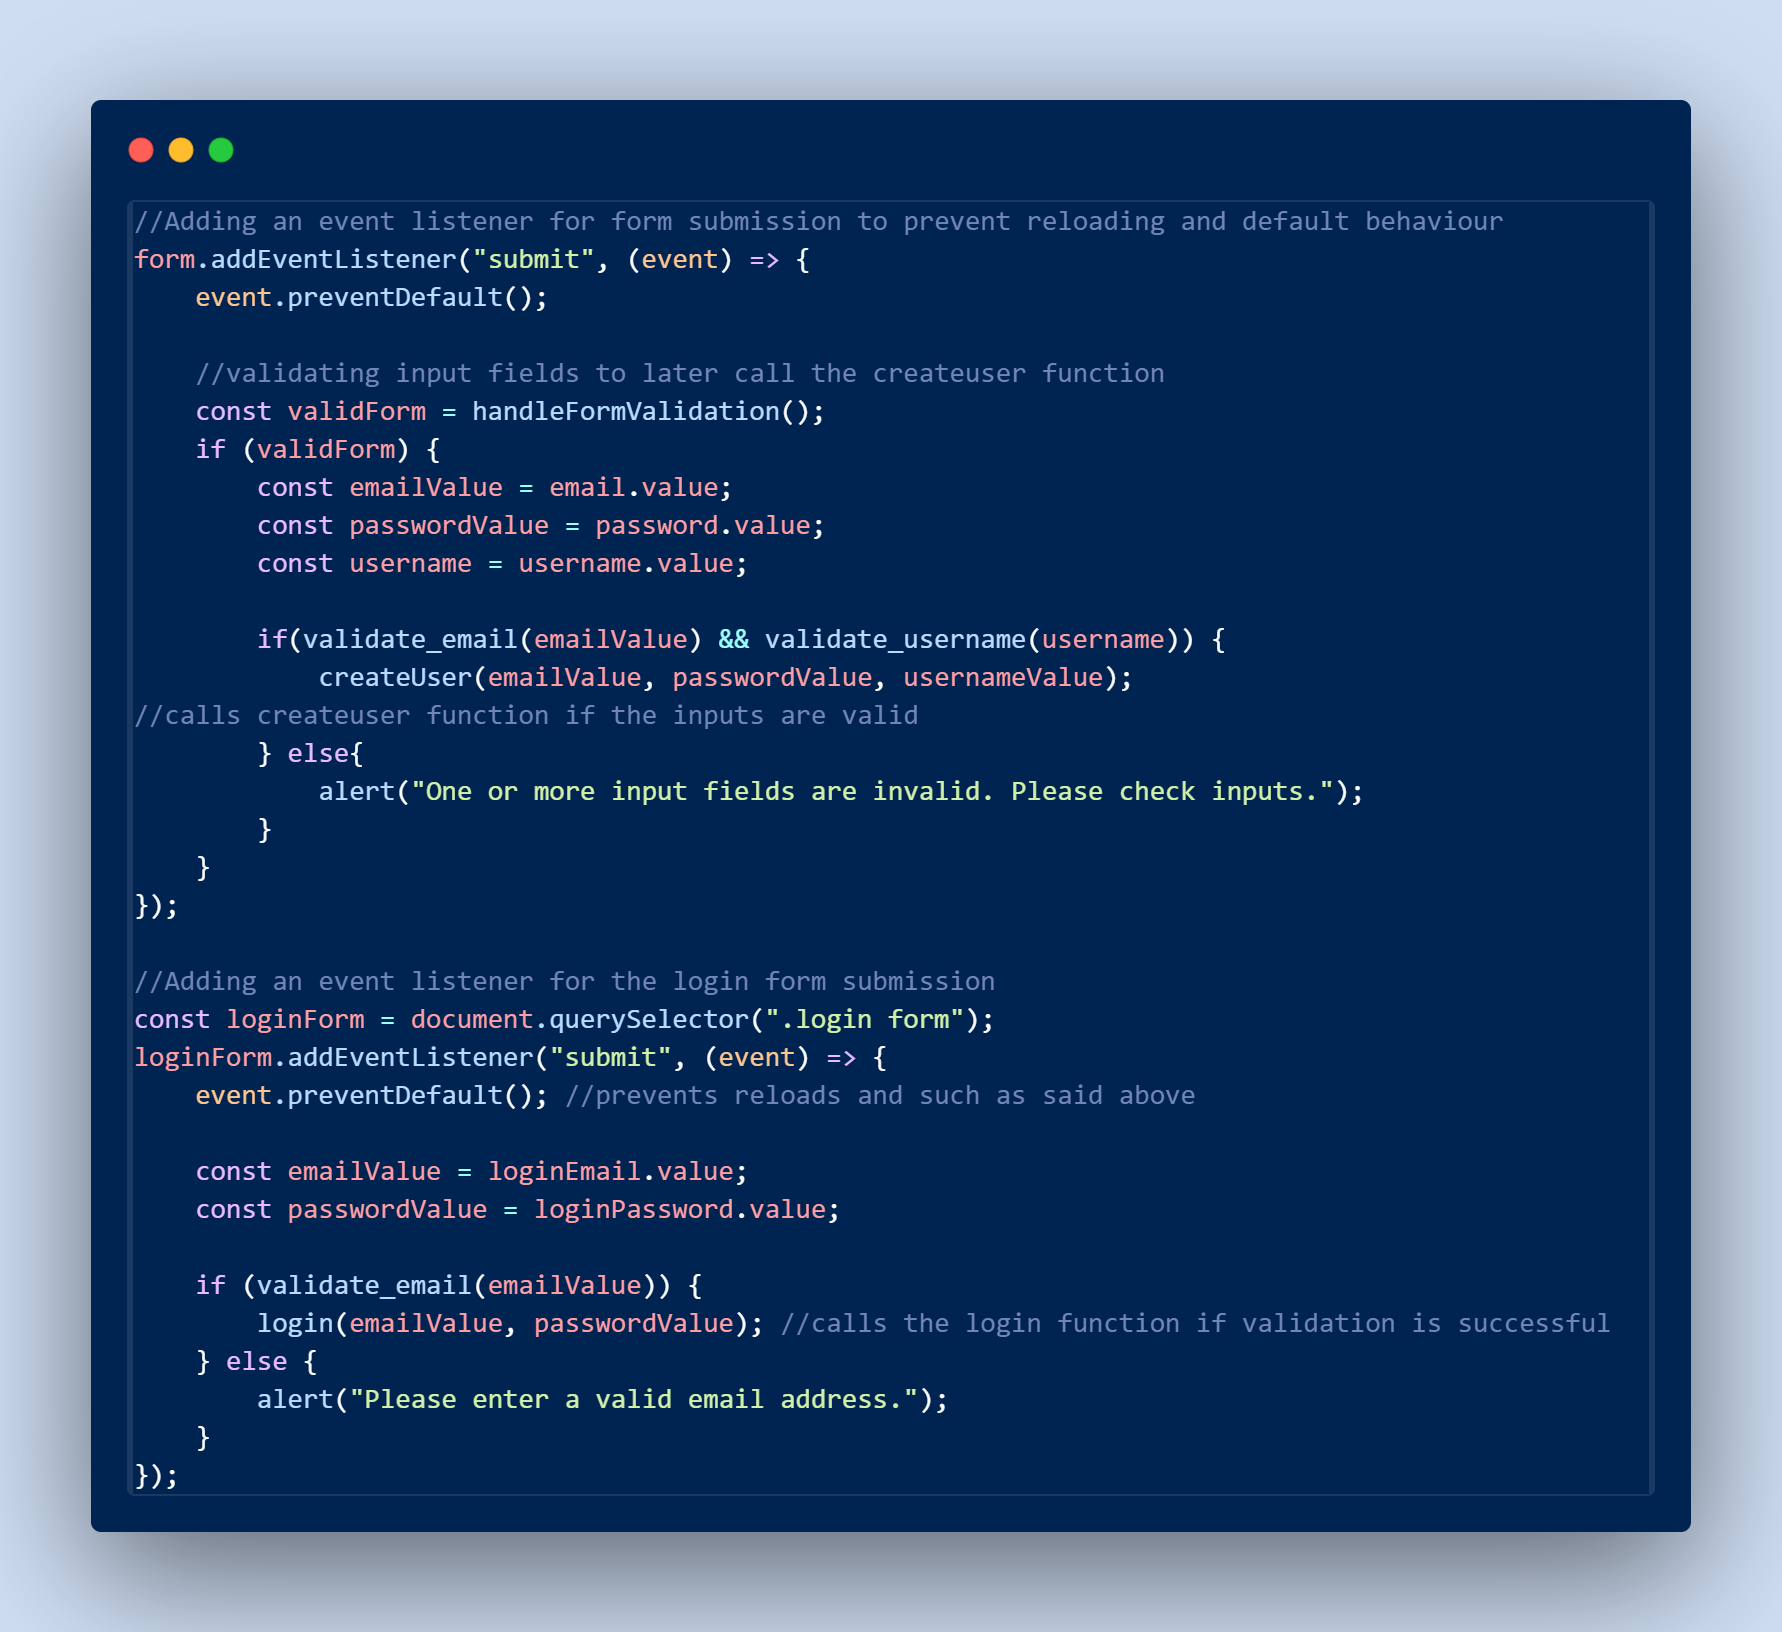 //Adding an event listener for form submission to prevent reloading and default behaviour
form.addEventListener("submit", (event) => {
    event.preventDefault();

    //validating input fields to later call the createuser function
    const validForm = handleFormValidation();
    if (validForm) {
        const emailValue = email.value;
        const passwordValue = password.value;
        const username = username.value;

        if(validate_email(emailValue) && validate_username(username)) {
            createUser(emailValue, passwordValue, usernameValue);
//calls createuser function if the inputs are valid
        } else{
            alert("One or more input fields are invalid. Please check inputs.");
        }
    }
});

//Adding an event listener for the login form submission
const loginForm = document.querySelector(".login form");
loginForm.addEventListener("submit", (event) => {
    event.preventDefault(); //prevents reloads and such as said above

    const emailValue = loginEmail.value;
    const passwordValue = loginPassword.value;

    if (validate_email(emailValue)) {
        login(emailValue, passwordValue); //calls the login function if validation is successful
    } else {
        alert("Please enter a valid email address.");
    }
});